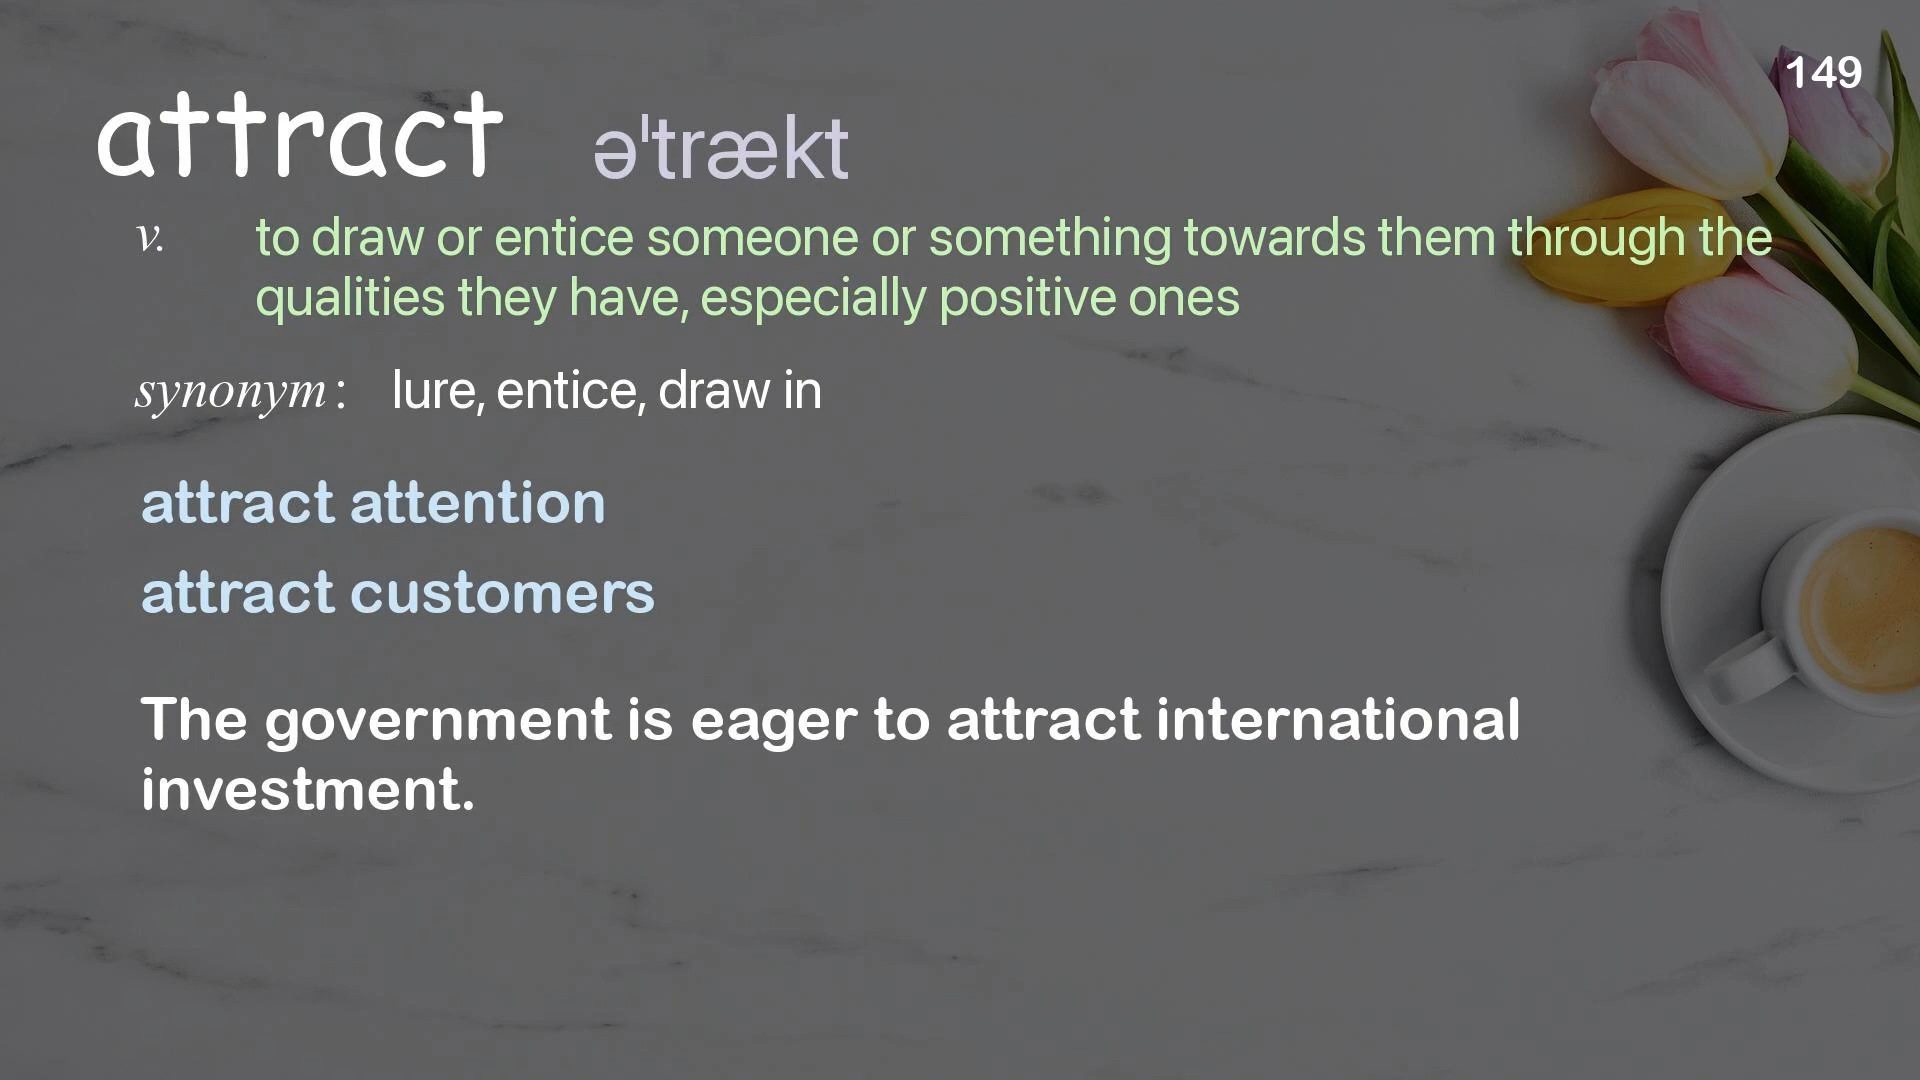 149
attract ə'trækt
v. to draw or entice someone or something towards them through the
qualities they have, especially positive ones
synonym: lure, entice, draw in
attract attention
attract customers
The government is eager to attract international
investment.